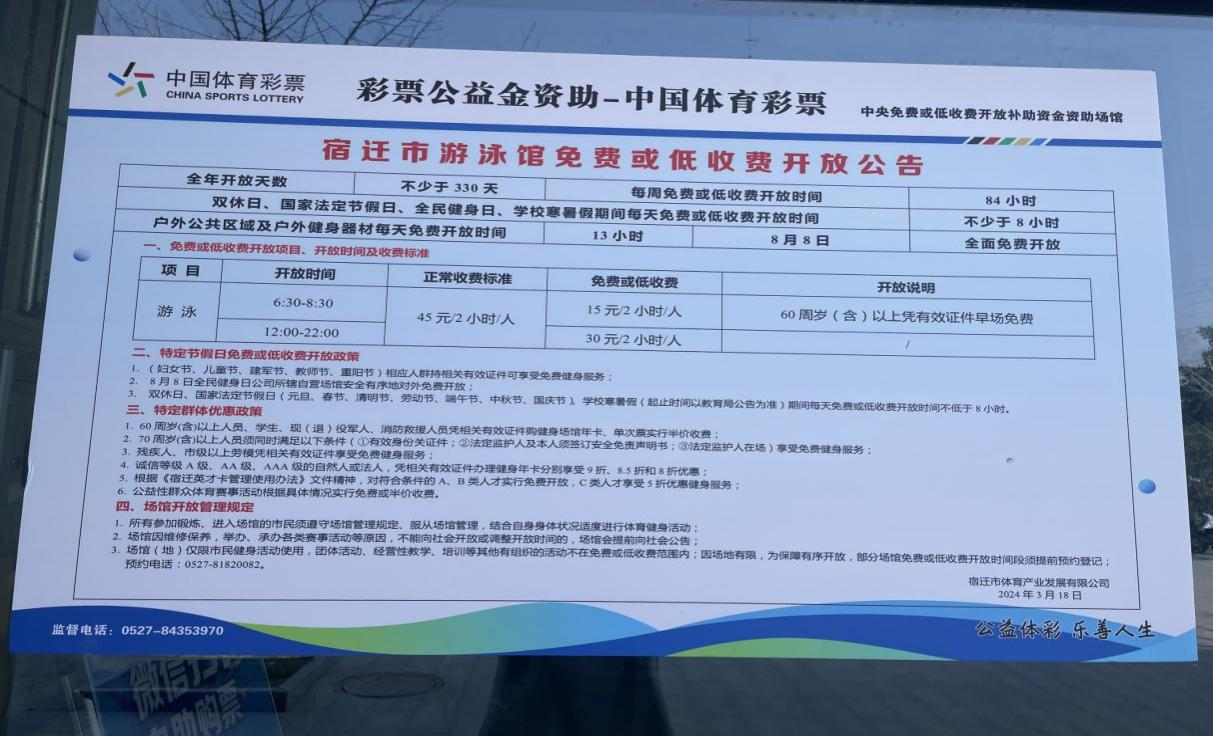 中国体育彩票
CHINA SPORTS LOTTERY
彩票公益金资助-中国体育彩票
中央免费或低收费开放补助资金资助场馆
宿迁市游泳馆免费或低收费开放公告
全年开放天数 不少于 330 天 每周免费或低收费开放时间 84 小时
双休日、国家法定节假日、全民健身日、学校寒暑假期间每天免费或低收费开放时间 不少于 8 小时
户外公共区域及户外健身器材每天免费开放时间 13 小时 8 月 8 日 全面免费开放
一、免费或低收费开放项目、开放时间及收费标准
项 目 开放时间 正常收费标准 免费或低收费 开放说明
游 泳 6:30-8:30 45 元/2 小时/人 15 元/2 小时/人 60 周岁（含）以上凭有效证件早场免费
12:00-22:00 30 元/2 小时/人 /
二、特定节假日免费或低收费开放政策
1. （妇女节、儿童节、建军节、教师节、重阳节）相应人群持相关有效证件可享受免费健身服务；
2. 8 月 8 日全民健身日公司所辖自营场馆安全有序地对外免费开放；
3. 双休日、国家法定节假日（元旦、春节、清明节、劳动节、端午节、中秋节、国庆节）、学校寒暑假（起止时间以教育局公告为准）期间每天免费或低收费开放时间不低于 8 小时。
三、特定群体优惠政策
1. 60 周岁(含)以上人员、学生、现（退）役军人、消防救援人员凭相关有效证件购健身场馆年卡、单次票实行半价收费；
2. 70 周岁(含)以上人员须同时满足以下条件（①有效身份关证件；②法定监护人及本人须签订安全免责声明书；③法定监护人在场）享受免费健身服务；
3. 残疾人、市级以上劳模凭相关有效证件享受免费健身服务；
4. 诚信等级 A 级、AA 级、AAA 级的自然人或法人，凭相关有效证件办理健身年卡分别享受 9 折、8.5 折和 8 折优惠；
5. 根据《宿迁英才卡管理使用办法》文件精神，对符合条件的 A、B 类人才实行免费开放，C 类人才享受 5 折优惠健身服务；
6. 公益性群众体育赛事活动根据具体情况实行免费或半价收费。
四、场馆开放管理规定
1. 所有参加锻炼、进入场馆的市民须遵守场馆管理规定、服从场馆管理，结合自身身体状况适度进行体育健身活动；
2. 场馆因维修保养，举办、承办各类赛事活动等原因，不能向社会开放或调整开放时间的，场馆会提前向社会公告；
3. 场馆（地）仅限市民健身活动使用，团体活动、经营性教学、培训等其他有组织的活动不在免费或低收费范围内；因场地有限，为保障有序开放，部分场馆免费或低收费开放时间段须提前预约登记；
预约电话：0527-81820082。
宿迁市体育产业发展有限公司
2024 年 3 月 18 日
监督电话：0527-84353970
公益体彩 乐善人生
自助购票